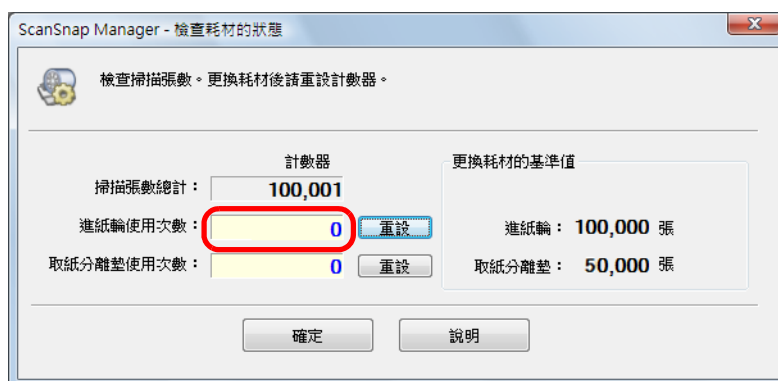 ScanSnap Manager - 檢查耗材的狀態
檢查掃描張數。更換耗材後請重設計數器。
計數器
掃描張數總計： 100,001
進紙輪使用次數： 0 重設
取紙分離墊使用次數： 0 重設
更換耗材的基準值
進紙輪： 100,000 張
取紙分離墊： 50,000 張
確定 說明